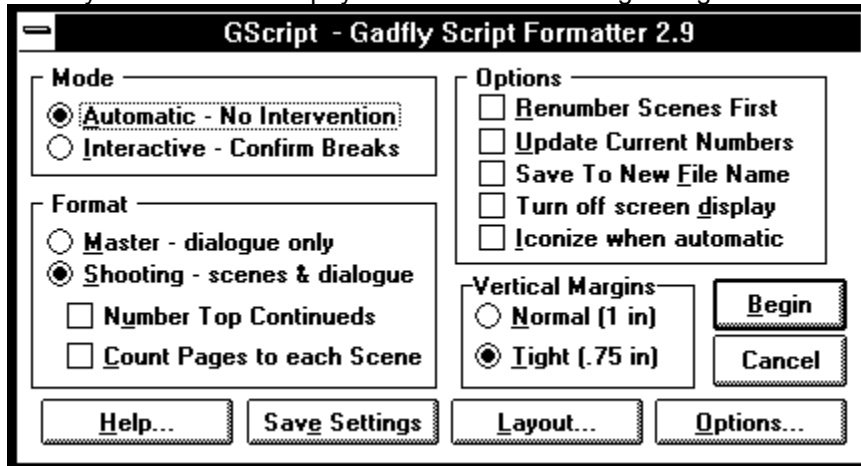 GScript - Gadfly Script Formatter 2.9
Mode
Automatic - No Intervention
Interactive - Confirm Breaks
Format
Master - dialogue only
Shooting - scenes & dialogue
Number Top Continueds
Count Pages to each Scene
Options
Renumber Scenes First
Update Current Numbers
Save To New File Name
Turn off screen display
Iconize when automatic
Vertical Margins
Normal (1 in)
Tight (.75 in)
Begin
Cancel
Help...
Save Settings
Layout...
Options...